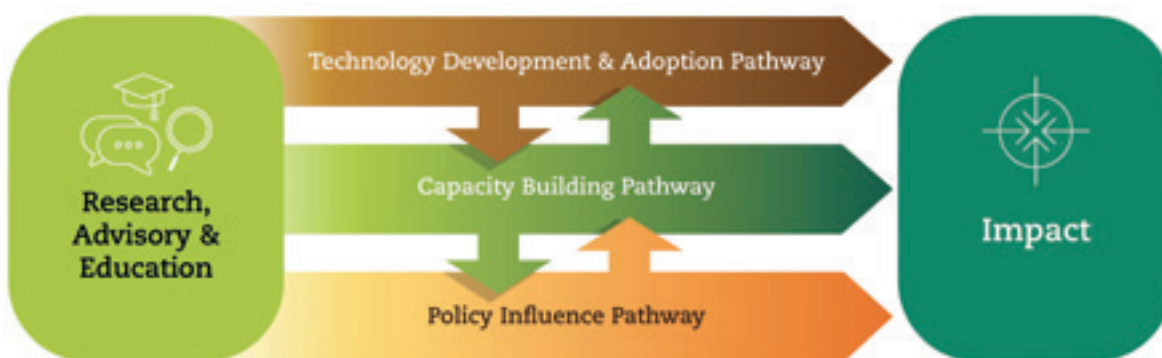 Technology Development & Adoption Pathway
Capacity Building Pathway
Policy Influence Pathway
Research,
Advisory &
Education
Impact